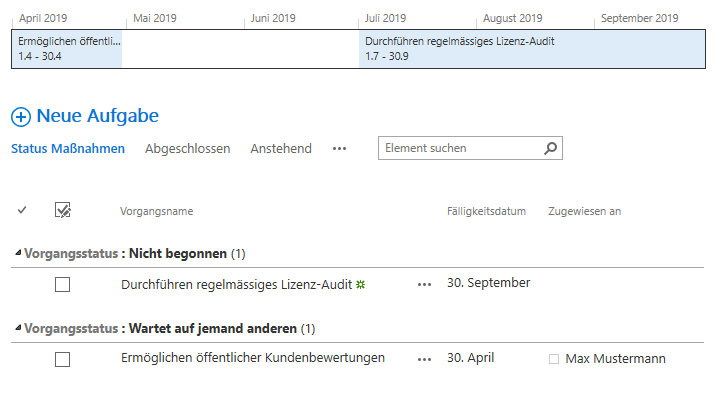 April 2019 Mai 2019 Juni 2019 Juli 2019 August 2019 September 2019
Ermöglichen öffentli... Durchführen regelmässiges Lizenz-Audit
1.4 - 30.4 1.7 - 30.9
Neue Aufgabe
Status Maßnahmen Abgeschlossen Anstehend ••• Element suchen
Vorgangsname Fälligkeitsdatum Zugewiesen an
Vorgangsstatus : Nicht begonnen (1)
Durchführen regelmässiges Lizenz-Audit ••• 30. September
Vorgangsstatus : Wartet auf jemand anderen (1)
Ermöglichen öffentlicher Kundenbewertungen ••• 30. April Max Mustermann